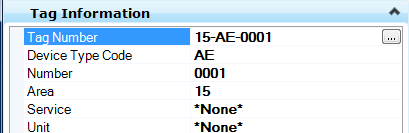 Tag Information
Tag Number 15-AE-0001 ...
Device Type Code AE
Number 0001
Area 15
Service *None*
Unit *None*